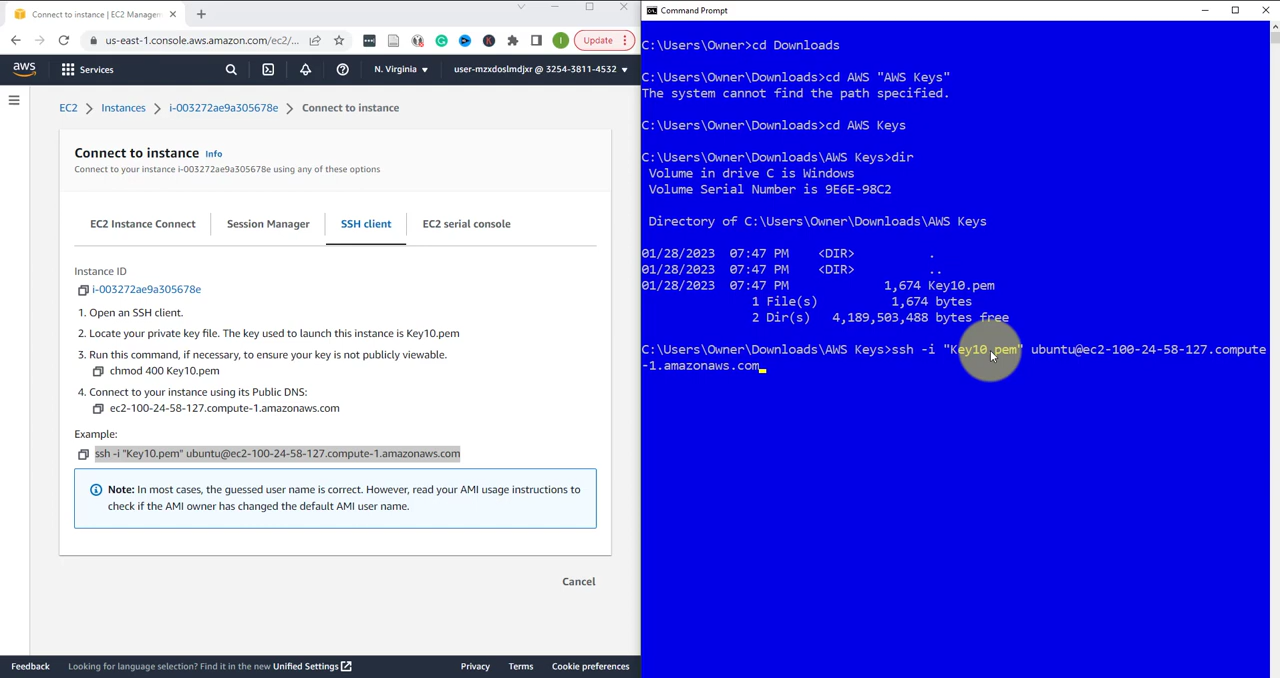 Connect to instance | EC2 Manager
us-east-1.console.aws.amazon.com/ec2/...
Update
aws
Services
N. Virginia
user-mzxdoslmdjxr @ 3254-3811-4532
EC2 > Instances > i-003272ae9a305678e > Connect to instance
Connect to instance Info
Connect to your instance i-003272ae9a305678e using any of these options
EC2 Instance Connect
Session Manager
SSH client
EC2 serial console
Instance ID
i-003272ae9a305678e
1. Open an SSH client.
2. Locate your private key file. The key used to launch this instance is Key10.pem
3. Run this command, if necessary, to ensure your key is not publicly viewable.
chmod 400 Key10.pem
4. Connect to your instance using its Public DNS:
ec2-100-24-58-127.compute-1.amazonaws.com
Example:
ssh -i "Key10.pem" ubuntu@ec2-100-24-58-127.compute-1.amazonaws.com
Note: In most cases, the guessed user name is correct. However, read your AMI usage instructions to
check if the AMI owner has changed the default AMI user name.
Cancel
Feedback
Looking for language selection? Find it in the new Unified Settings
Privacy
Terms
Cookie preferences
Command Prompt
C:\Users\Owner>cd Downloads
C:\Users\Owner\Downloads>cd AWS "AWS Keys"
The system cannot find the path specified.
C:\Users\Owner\Downloads>cd AWS Keys
C:\Users\Owner\Downloads\AWS Keys>dir
Volume in drive C is Windows
Volume Serial Number is 9E6E-98C2
Directory of C:\Users\Owner\Downloads\AWS Keys
01/28/2023 07:47 PM <DIR> .
01/28/2023 07:47 PM <DIR> ..
01/28/2023 07:47 PM 1,674 Key10.pem
1 File(s) 1,674 bytes
2 Dir(s) 4,189,503,488 bytes free
C:\Users\Owner\Downloads\AWS Keys>ssh -i "Key10.pem" ubuntu@ec2-100-24-58-127.compute
-1.amazonaws.com